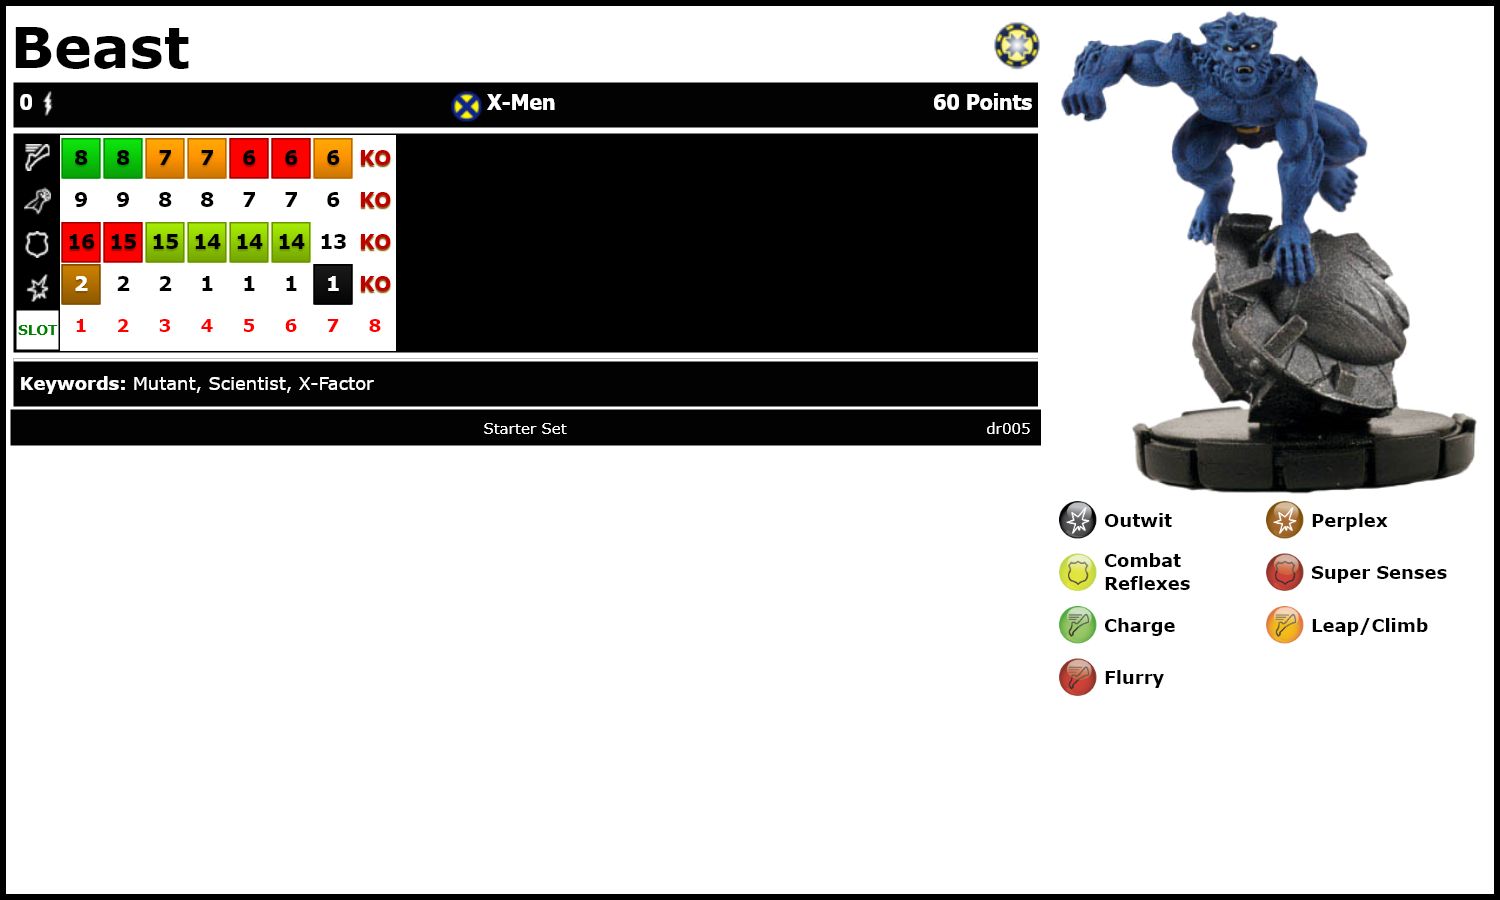 Beast
0 X-Men 60 Points
8 8 7 7 6 6 6 KO
9 9 8 8 7 7 6 KO
16 15 15 14 14 14 13 KO
2 2 2 1 1 1 1 KO
SLOT 1 2 3 4 5 6 7 8
Keywords: Mutant, Scientist, X-Factor
Starter Set dr005
Outwit Perplex
Combat
Reflexes
Super Senses
Charge Leap/Climb
Flurry